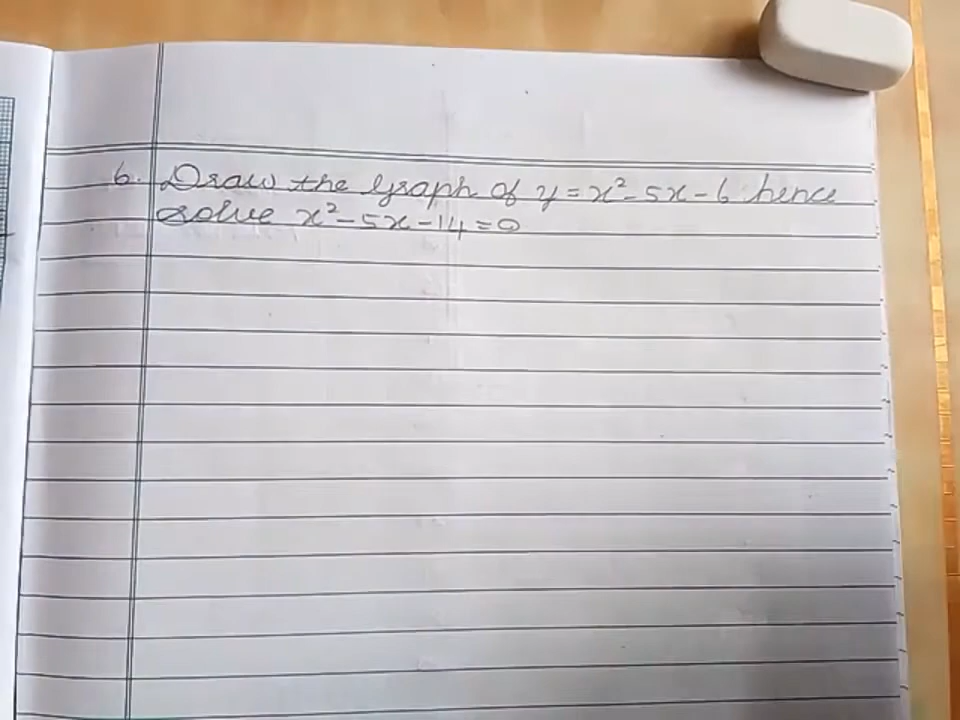 6. Draw the graph of y = x² - 5x - 6 hence
solve x² - 5x - 14 = 0